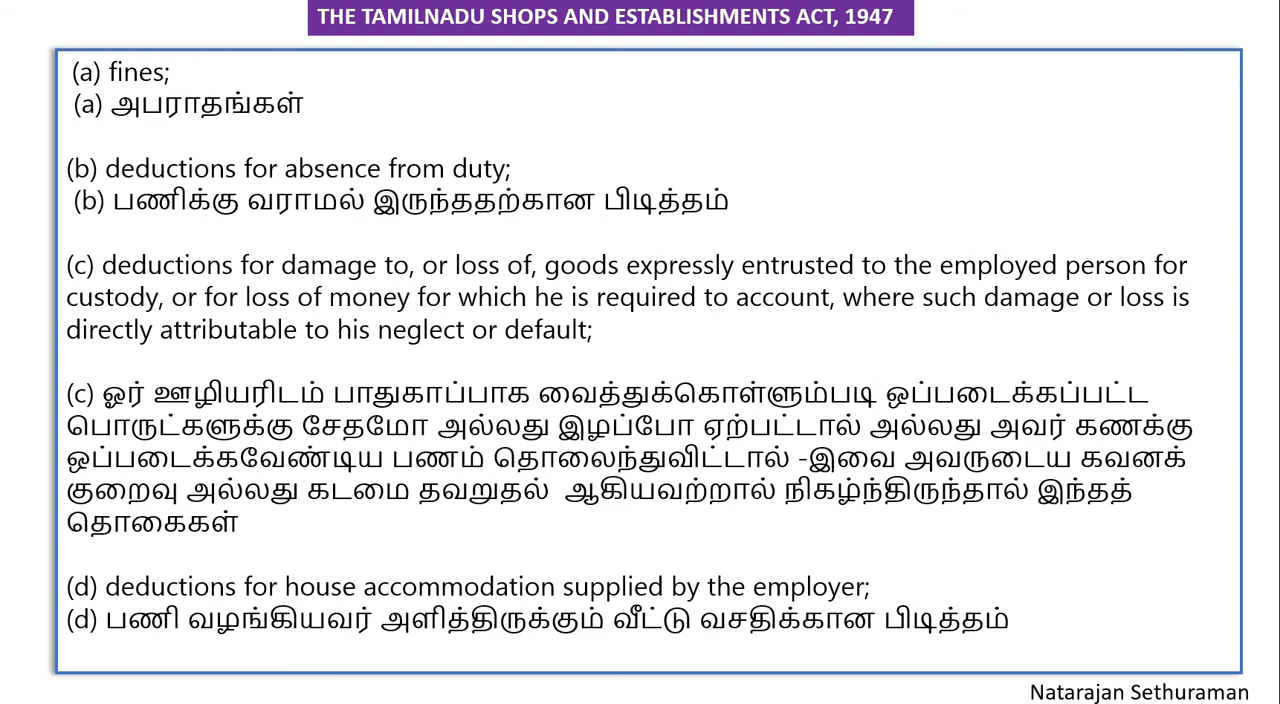 THE TAMILNADU SHOPS AND ESTABLISHMENTS ACT, 1947
(a) fines;
(a) அபராதங்கள்
(b) deductions for absence from duty;
(b) பணிக்கு வராமல் இருந்ததற்கான பிடித்தம்
(c) deductions for damage to, or loss of, goods expressly entrusted to the employed person for
custody, or for loss of money for which he is required to account, where such damage or loss is
directly attributable to his neglect or default;
(c) ஓர் ஊழியரிடம் பாதுகாப்பாக வைத்துக்கொள்ளும்படி ஒப்படைக்கப்பட்ட
பொருட்களுக்கு சேதமோ அல்லது இழப்போ ஏற்பட்டால் அல்லது அவர் கணக்கு
ஒப்படைக்கவேண்டிய பணம் தொலைந்துவிட்டால் -இவை அவருடைய கவனக்
குறைவு அல்லது கடமை தவறுதல் ஆகியவற்றால் நிகழ்ந்திருந்தால் இந்தத்
தொகைகள்
(d) deductions for house accommodation supplied by the employer;
(d) பணி வழங்கியவர் அளித்திருக்கும் வீட்டு வசதிக்கான பிடித்தம்
Natarajan Sethuraman